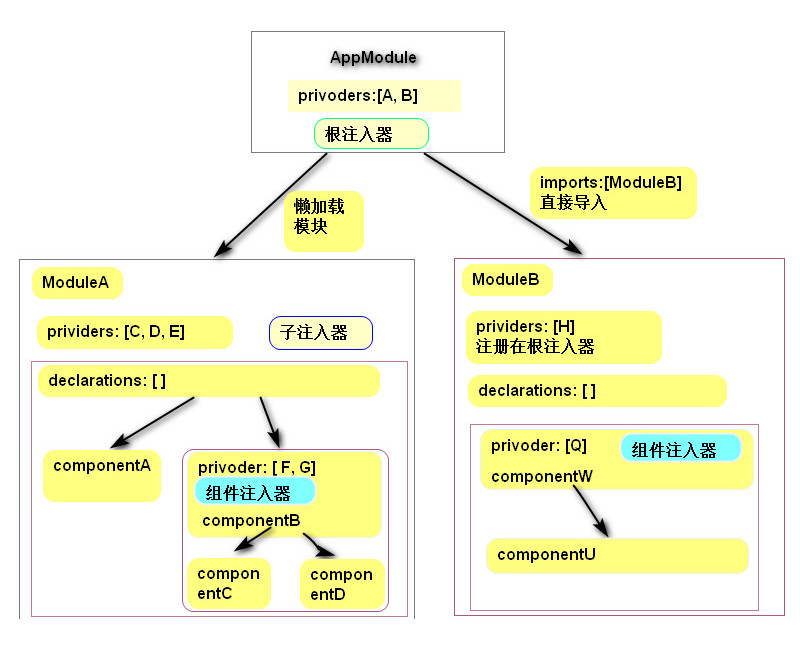 AppModule
privoders:[A, B]
根注入器
懒加载
模块
imports:[ModuleB]
直接导入
ModuleA
prividers: [C, D, E]
子注入器
declarations: [ ]
componentA
privoder: [ F, G]
组件注入器
componentB
compon
entC
compon
entD
ModuleB
prividers: [H]
注册在根注入器
declarations: [ ]
privoder: [Q]
组件注入器
componentW
componentU